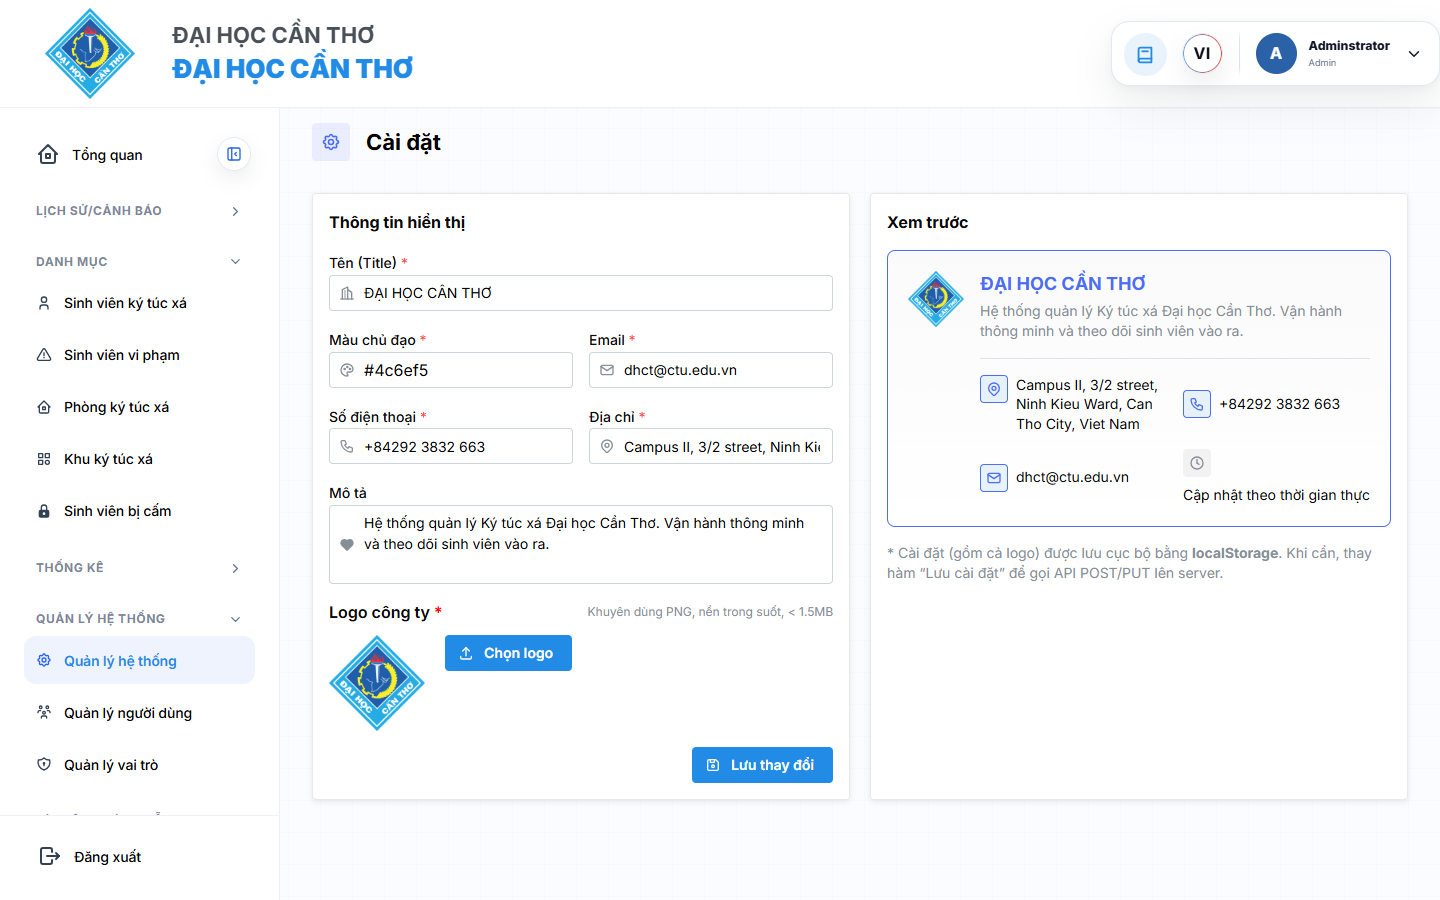 ĐẠI HỌC CẦN THƠ
ĐẠI HỌC CẦN THƠ
ĐẠI HỌC CẦN THƠ
VI
A
Adminstrator
Admin
Tổng quan
LỊCH SỬ/CẢNH BÁO
DANH MỤC
Sinh viên ký túc xá
Sinh viên vi phạm
Phòng ký túc xá
Khu ký túc xá
Sinh viên bị cấm
THỐNG KÊ
QUẢN LÝ HỆ THỐNG
Quản lý hệ thống
Quản lý người dùng
Quản lý vai trò
Đăng xuất
Cài đặt
Thông tin hiển thị
Tên (Title) *
ĐẠI HỌC CẦN THƠ
Màu chủ đạo *
Email *
#4c6ef5
dhct@ctu.edu.vn
Số điện thoại *
Địa chỉ *
+84292 3832 663
Campus II, 3/2 street, Ninh Kie
Mô tả
Hệ thống quản lý Ký túc xá Đại học Cần Thơ. Vận hành thông minh
và theo dõi sinh viên vào ra.
Logo công ty *
Khuyên dùng PNG, nền trong suốt, < 1.5MB
ĐẠI HỌC CẦN THƠ
Chọn logo
Lưu thay đổi
Xem trước
ĐẠI HỌC CẦN THƠ
Hệ thống quản lý Ký túc xá Đại học Cần Thơ. Vận hành
thông minh và theo dõi sinh viên vào ra.
Campus II, 3/2 street,
Ninh Kieu Ward, Can
Tho City, Viet Nam
+84292 3832 663
dhct@ctu.edu.vn
Cập nhật theo thời gian thực
* Cài đặt (gồm cả logo) được lưu cục bộ bằng localStorage. Khi cần, thay
hàm “Lưu cài đặt” để gọi API POST/PUT lên server.